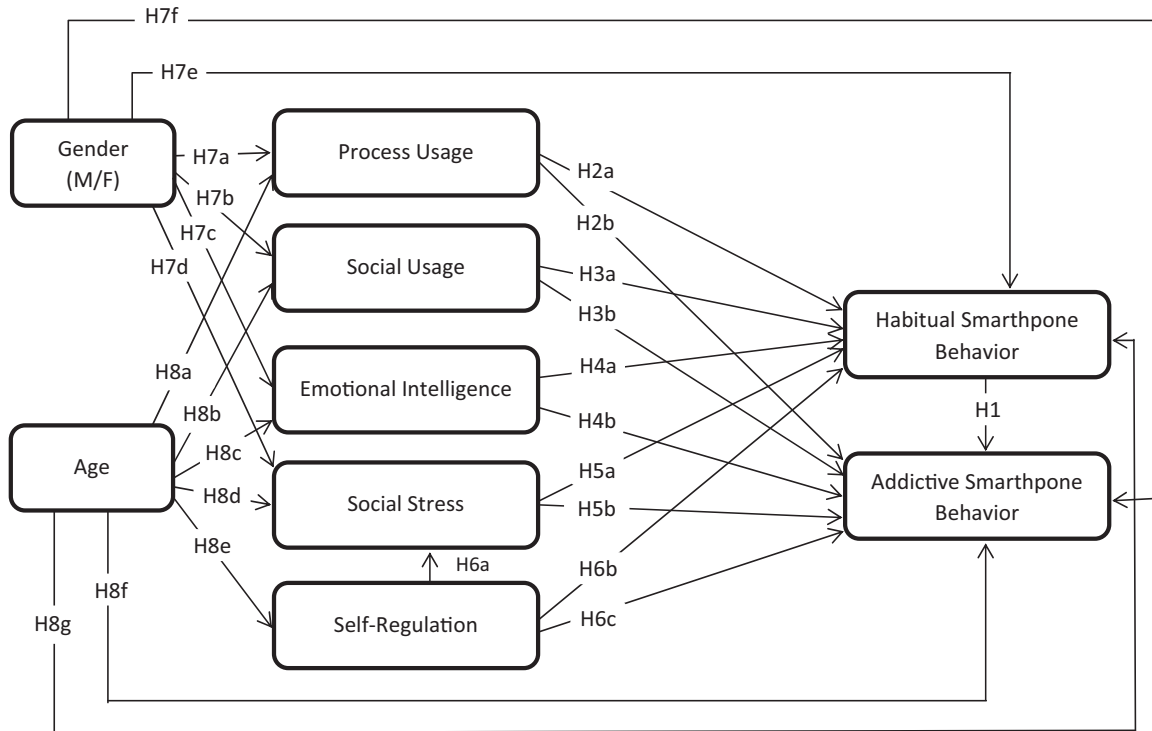 H7f
H7e
Gender
(M/F)
H7a
H7b
H7c
H7d
Process Usage
Social Usage
Emotional Intelligence
Social Stress
Self-Regulation
H2a
H2b
H3a
H3b
H4a
H4b
H5a
H5b
H6a
H6b
H6c
Habitual Smarthpone
Behavior
H1
Addictive Smarthpone
Behavior
Age
H8a
H8b
H8c
H8d
H8e
H8f
H8g